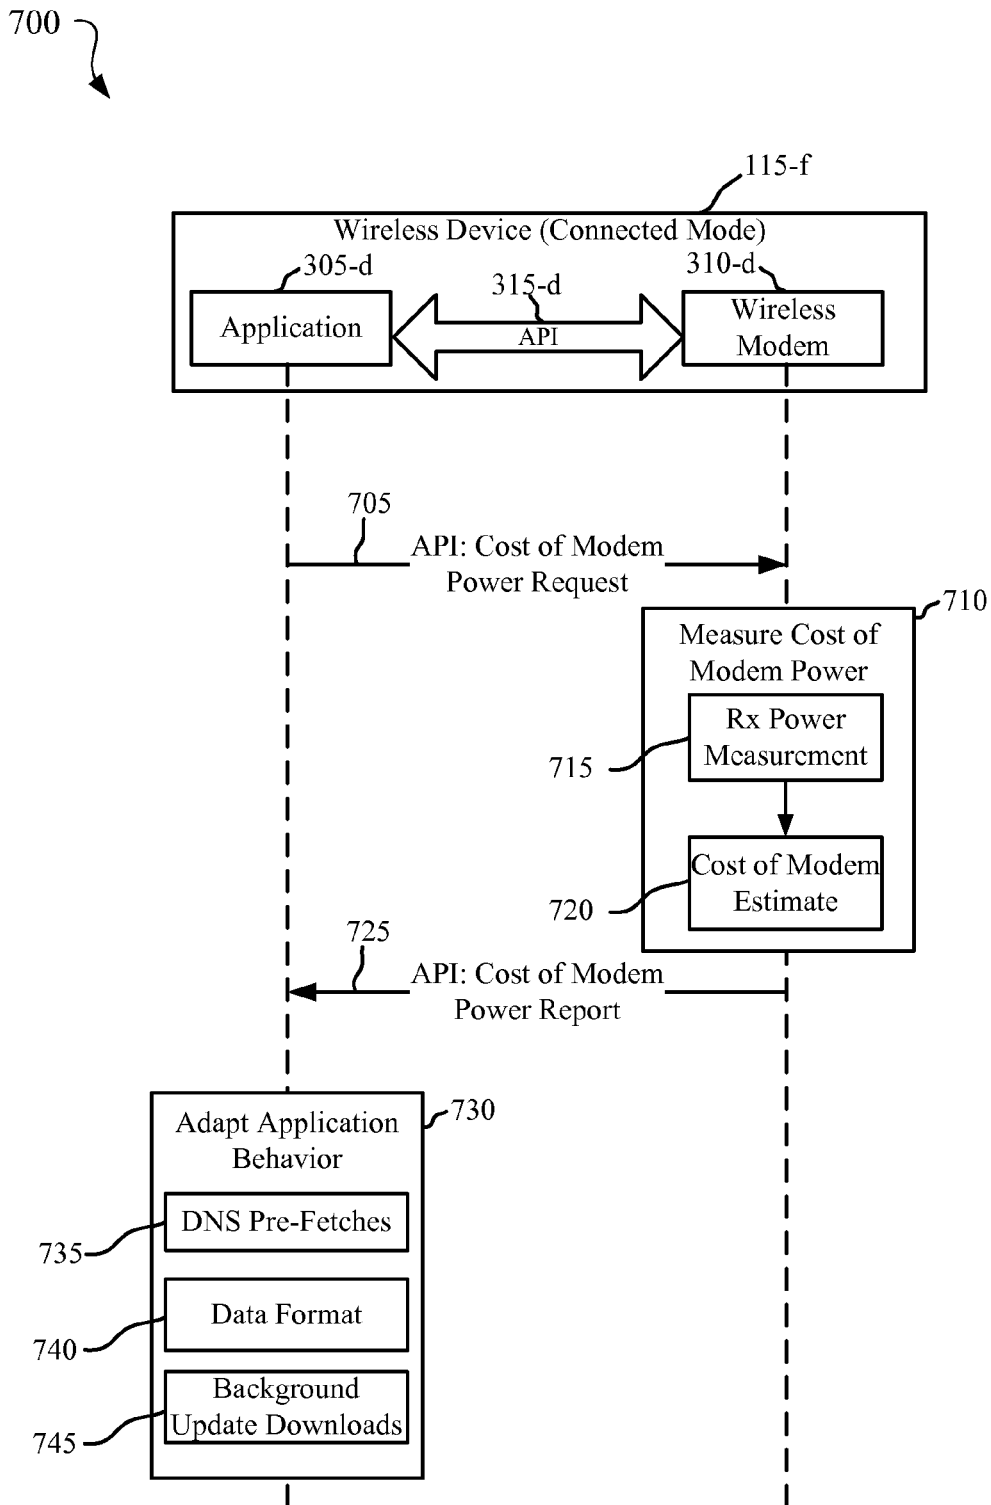 700
115-f
Wireless Device (Connected Mode)
305-d
315-d
310-d
Application
API
Wireless
Modem
705
API: Cost of Modem
Power Request
710
Measure Cost of
Modem Power
Rx Power
Measurement
715
Cost of Modem
Estimate
720
725
API: Cost of Modem
Power Report
730
Adapt Application
Behavior
DNS Pre-Fetches
735
Data Format
740
Background
Update Downloads
745